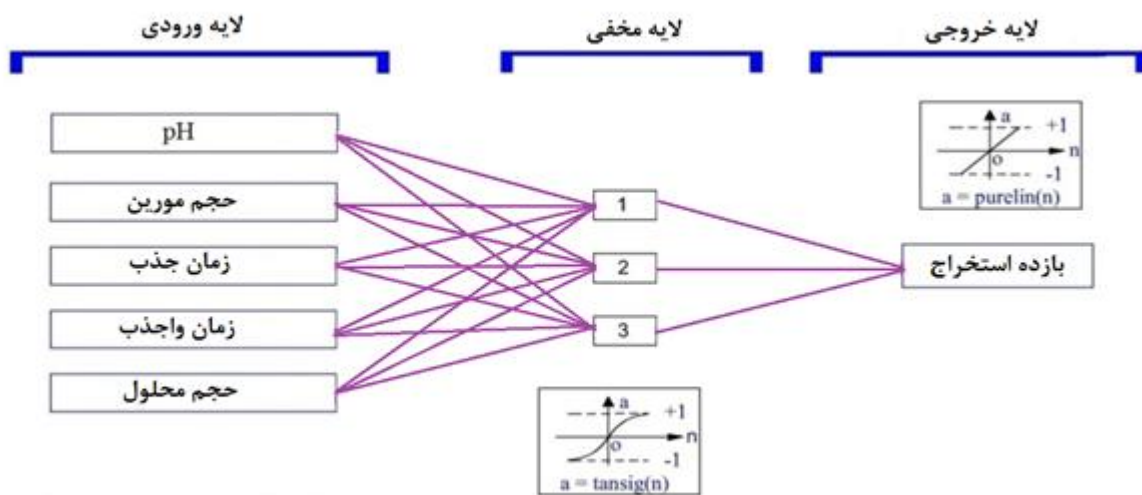 لایه ورودی
لایه مخفی
لایه خروجی
pH
حجم مورین
زمان جذب
زمان واجذب
حجم محلول
1
2
3
a
+1
o
n
-1
a = tansig(n)
a
+1
o
n
-1
a = purelin(n)
بازده استخراج